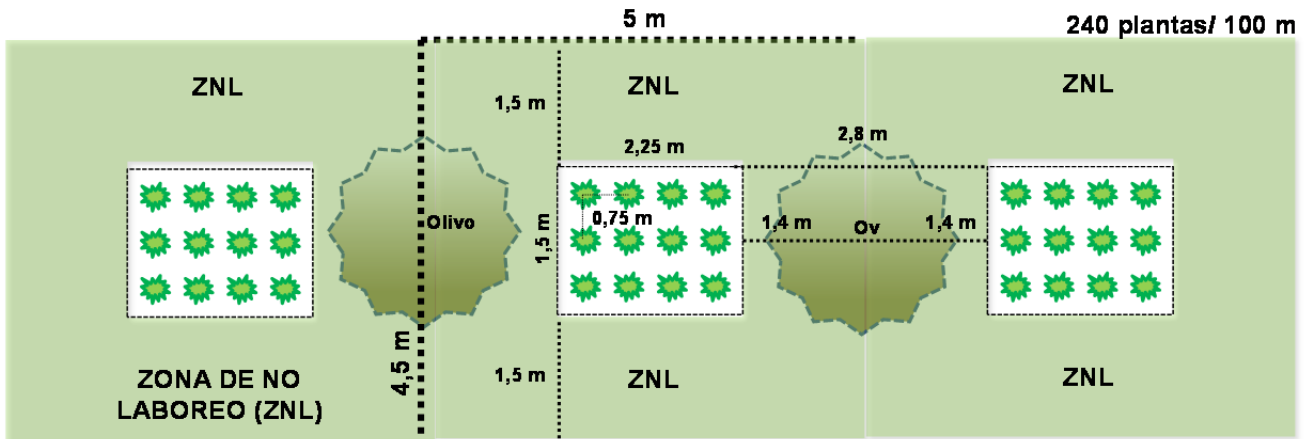 5 m
240 plantas/ 100 m
ZNL
ZNL
ZNL
1,5 m
2,8 m
2,25 m
Olivo
0,75 m
1,5 m
1,4 m
Ov
1,4 m
4,5 m
1,5 m
ZONA DE NO
LABOREO (ZNL)
ZNL
ZNL